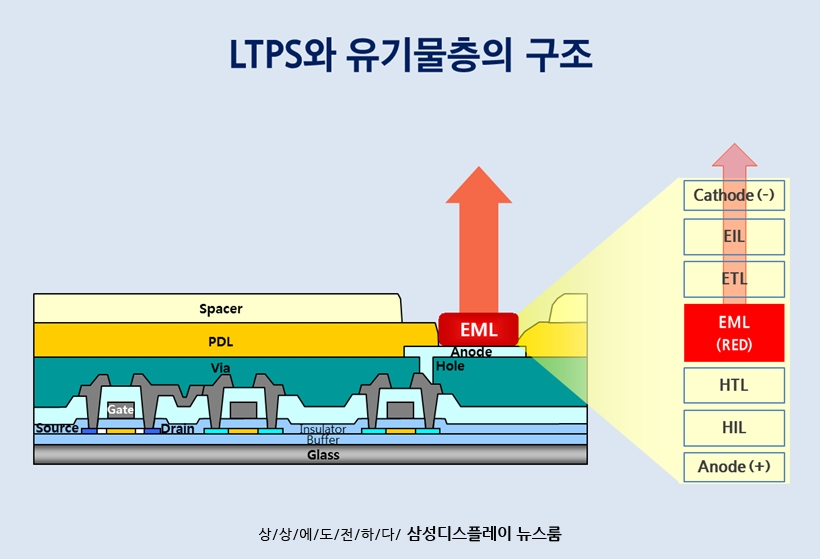 LTPS와 유기물층의 구조
Cathode (-)
EIL
ETL
EML
(RED)
HTL
HIL
Anode (+)
Spacer
EML
PDL
Anode
Via
Hole
Gate
Source
Drain
Insulator
Buffer
Glass
상/상/에/도/전/하/다/ 삼성디스플레이 뉴스룸